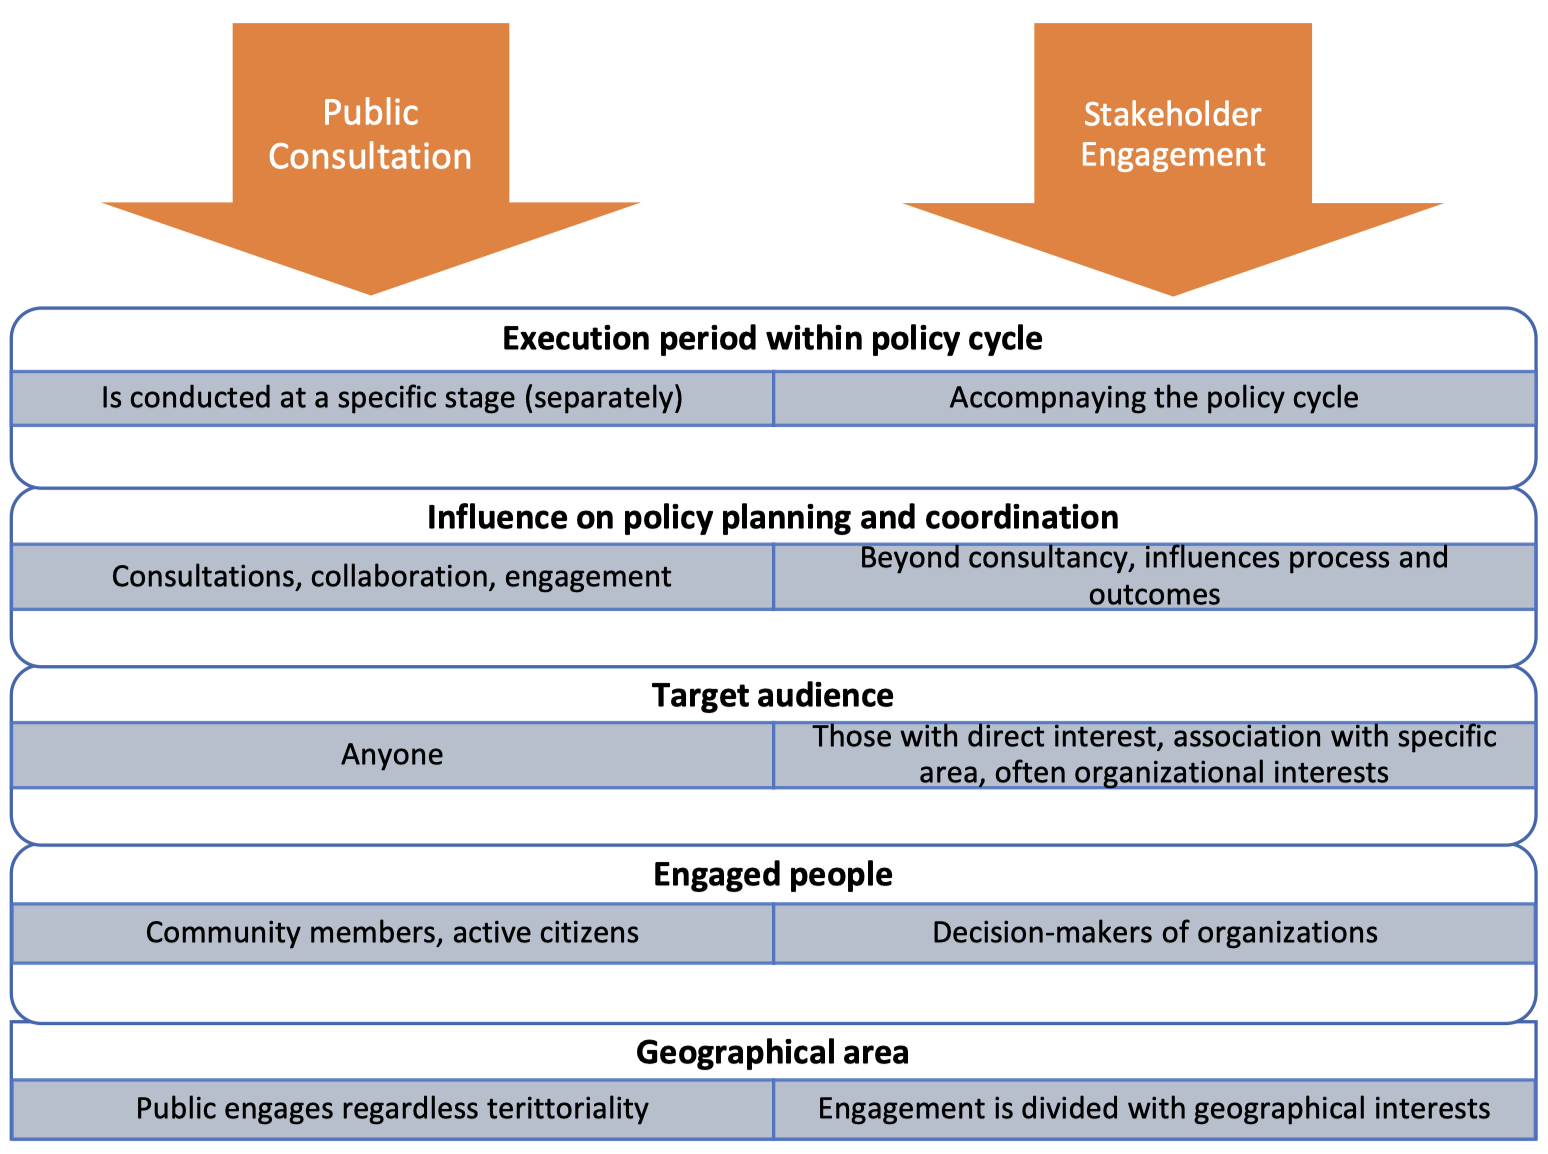 Public
Consultation
Stakeholder
Engagement
Execution period within policy cycle
Is conducted at a specific stage (separately)
Accompnaying the policy cycle
Influence on policy planning and coordination
Consultations, collaboration, engagement
Beyond consultancy, influences process and
outcomes
Target audience
Anyone
Those with direct interest, association with specific
area, often organizational interests
Engaged people
Community members, active citizens
Decision-makers of organizations
Geographical area
Public engages regardless terittoriality
Engagement is divided with geographical interests